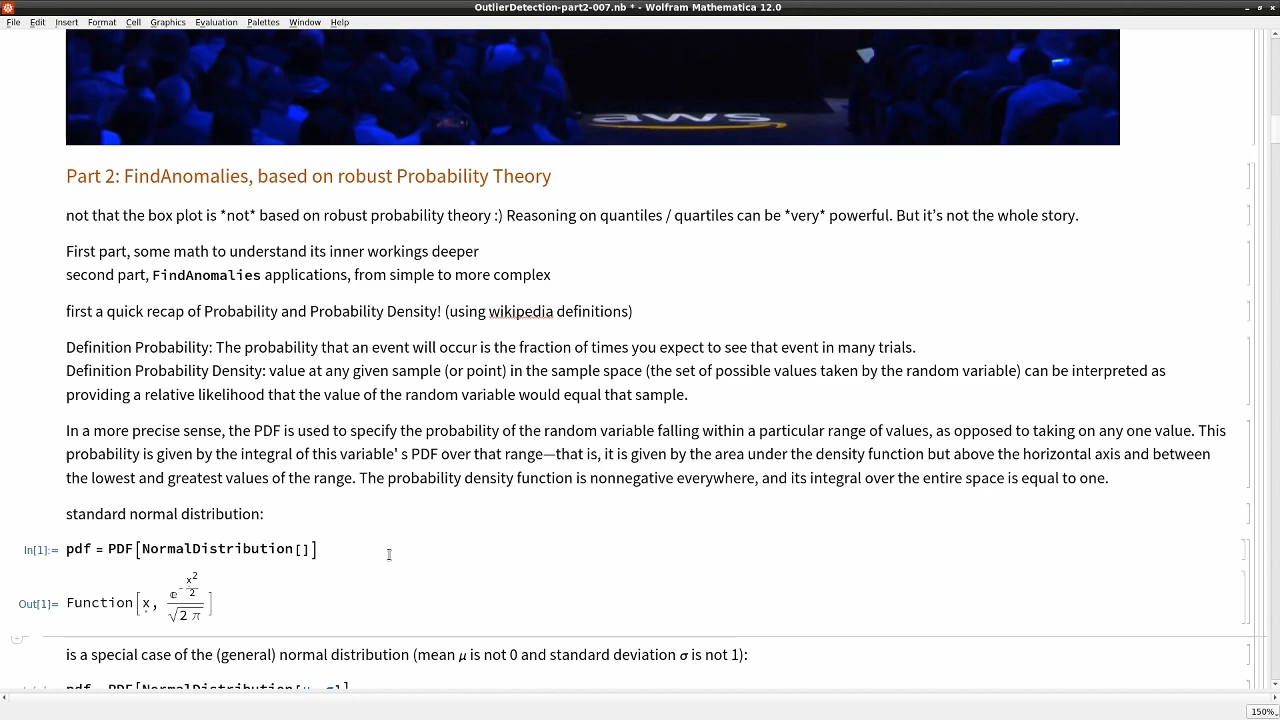 OutlierDetection-part2-007.nb * - Wolfram Mathematica 12.0
File Edit Insert Format Cell Graphics Evaluation Palettes Window Help
aws
Part 2: FindAnomalies, based on robust Probability Theory
not that the box plot is *not* based on robust probability theory :) Reasoning on quantiles / quartiles can be *very* powerful. But it's not the whole story.
First part, some math to understand its inner workings deeper
second part, FindAnomalies applications, from simple to more complex
first a quick recap of Probability and Probability Density! (using wikipedia definitions)
Definition Probability: The probability that an event will occur is the fraction of times you expect to see that event in many trials.
Definition Probability Density: value at any given sample (or point) in the sample space (the set of possible values taken by the random variable) can be interpreted as
providing a relative likelihood that the value of the random variable would equal that sample.
In a more precise sense, the PDF is used to specify the probability of the random variable falling within a particular range of values, as opposed to taking on any one value. This
probability is given by the integral of this variable' s PDF over that range—that is, it is given by the area under the density function but above the horizontal axis and between
the lowest and greatest values of the range. The probability density function is nonnegative everywhere, and its integral over the entire space is equal to one.
standard normal distribution:
In[1]:= pdf = PDF[NormalDistribution[]]
Out[1]= Function[x, ⅇ^(-x²/2)/√(2 π)]
is a special case of the (general) normal distribution (mean μ is not 0 and standard deviation σ is not 1):
pdf = PDF[NormalDistribution[μ, σ]]
150%